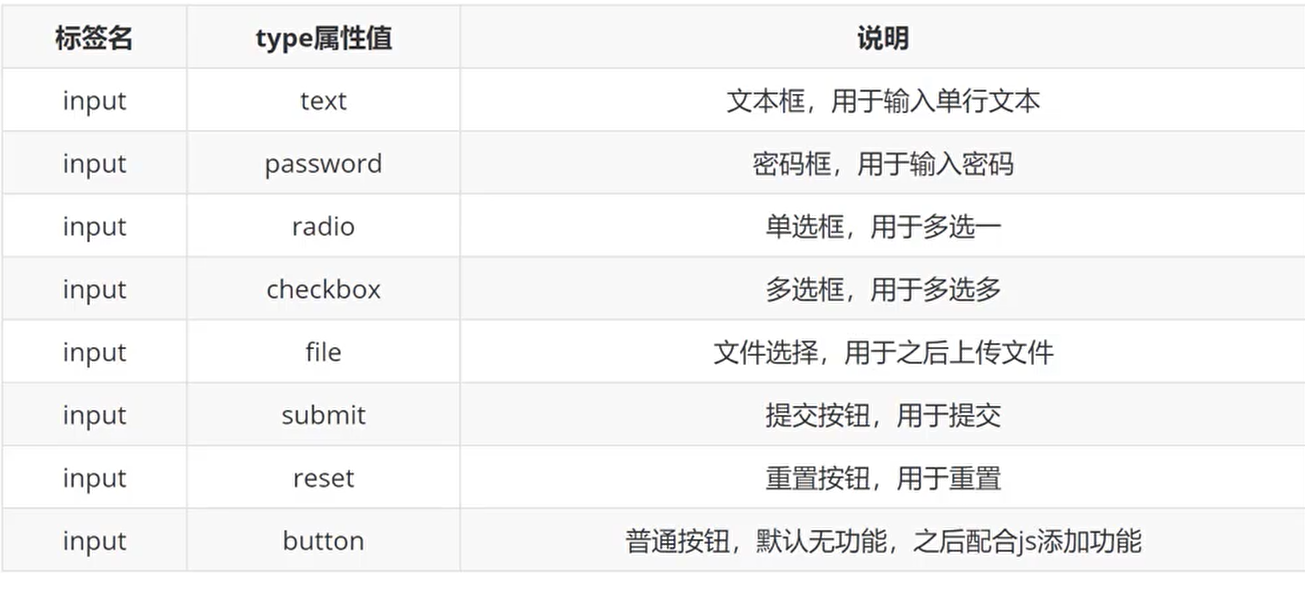 标签名 type属性值 说明
input text 文本框，用于输入单行文本
input password 密码框，用于输入密码
input radio 单选框，用于多选一
input checkbox 多选框，用于多选多
input file 文件选择，用于之后上传文件
input submit 提交按钮，用于提交
input reset 重置按钮，用于重置
input button 普通按钮，默认无功能，之后配合js添加功能